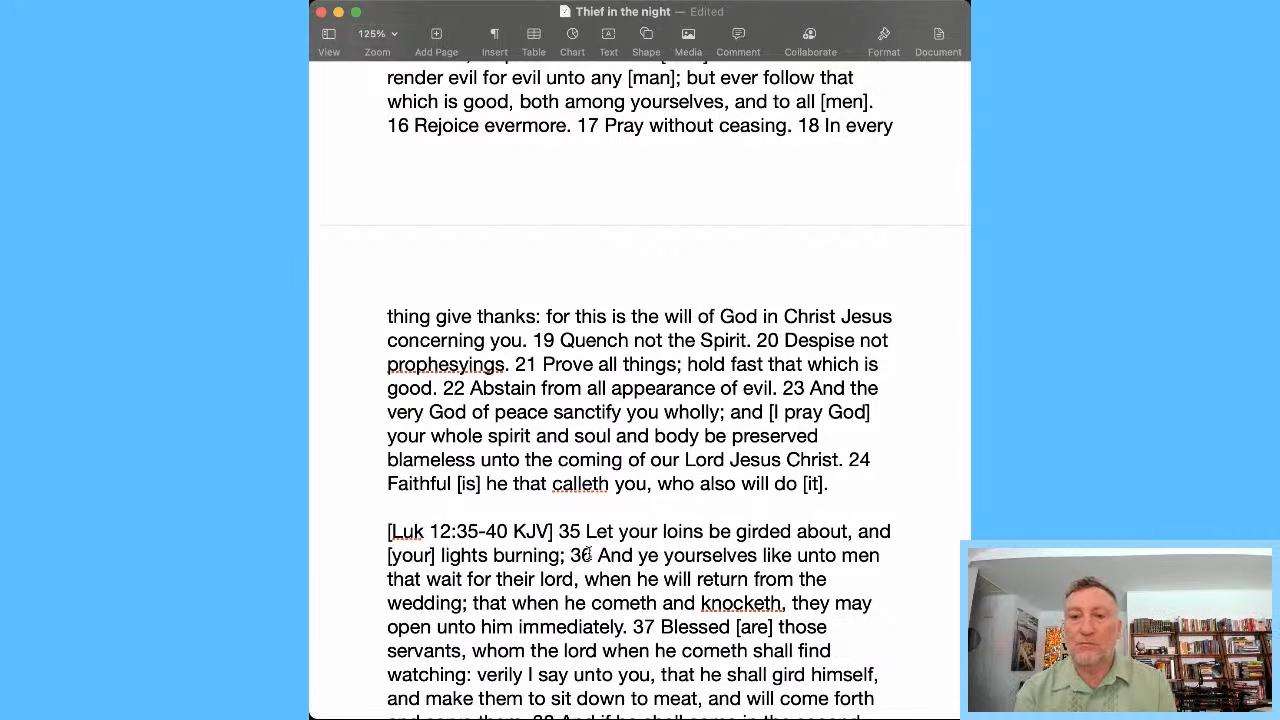 Thief in the night — Edited
125%
View Zoom Add Page Insert Table Chart Text Shape Media Comment Collaborate Format Document
render evil for evil unto any [man]; but ever follow that
which is good, both among yourselves, and to all [men].
16 Rejoice evermore. 17 Pray without ceasing. 18 In every
thing give thanks: for this is the will of God in Christ Jesus
concerning you. 19 Quench not the Spirit. 20 Despise not
prophesyings. 21 Prove all things; hold fast that which is
good. 22 Abstain from all appearance of evil. 23 And the
very God of peace sanctify you wholly; and [I pray God]
your whole spirit and soul and body be preserved
blameless unto the coming of our Lord Jesus Christ. 24
Faithful [is] he that calleth you, who also will do [it].
[Luk 12:35-40 KJV] 35 Let your loins be girded about, and
[your] lights burning; 36 And ye yourselves like unto men
that wait for their lord, when he will return from the
wedding; that when he cometh and knocketh, they may
open unto him immediately. 37 Blessed [are] those
servants, whom the lord when he cometh shall find
watching: verily I say unto you, that he shall gird himself,
and make them to sit down to meat, and will come forth